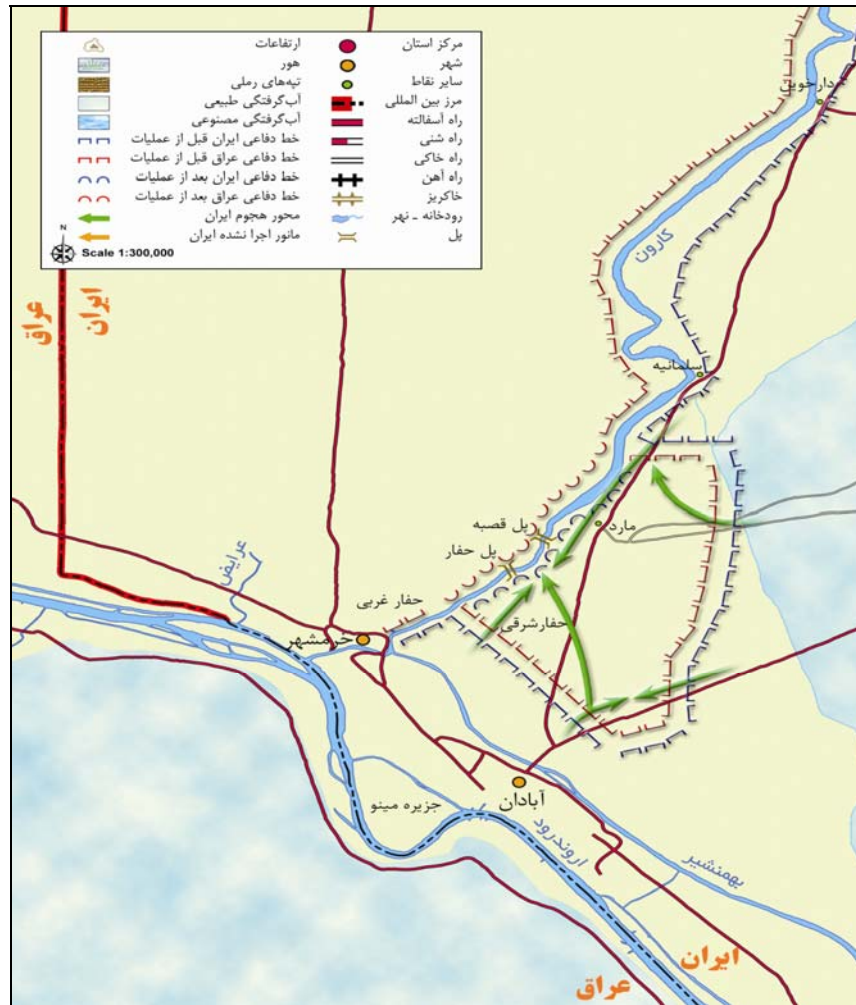 مرکز استان
شهر
سایر نقاط
مرز بین المللی
راه آسفالته
راه شنی
راه خاکی
راه آهن
خاکریز
رودخانه ـ نهر
پل
ارتفاعات
هور
تپه‌های رملی
آب‌گرفتگی طبیعی
آب‌گرفتگی مصنوعی
خط دفاعی ایران قبل از عملیات
خط دفاعی عراق قبل از عملیات
خط دفاعی ایران بعد از عملیات
خط دفاعی عراق بعد از عملیات
محور هجوم ایران
مانور اجرا نشده ایران
N
Scale 1:300,000
دارخوین
کارون
عراق
ایران
سلمانیه
مارد
پل قصبه
پل حفار
عرایض
حفار غربی
حفارشرقی
خرمشهر
آبادان
جزیره مینو
اروندرود
بهمنشیر
ایران
عراق